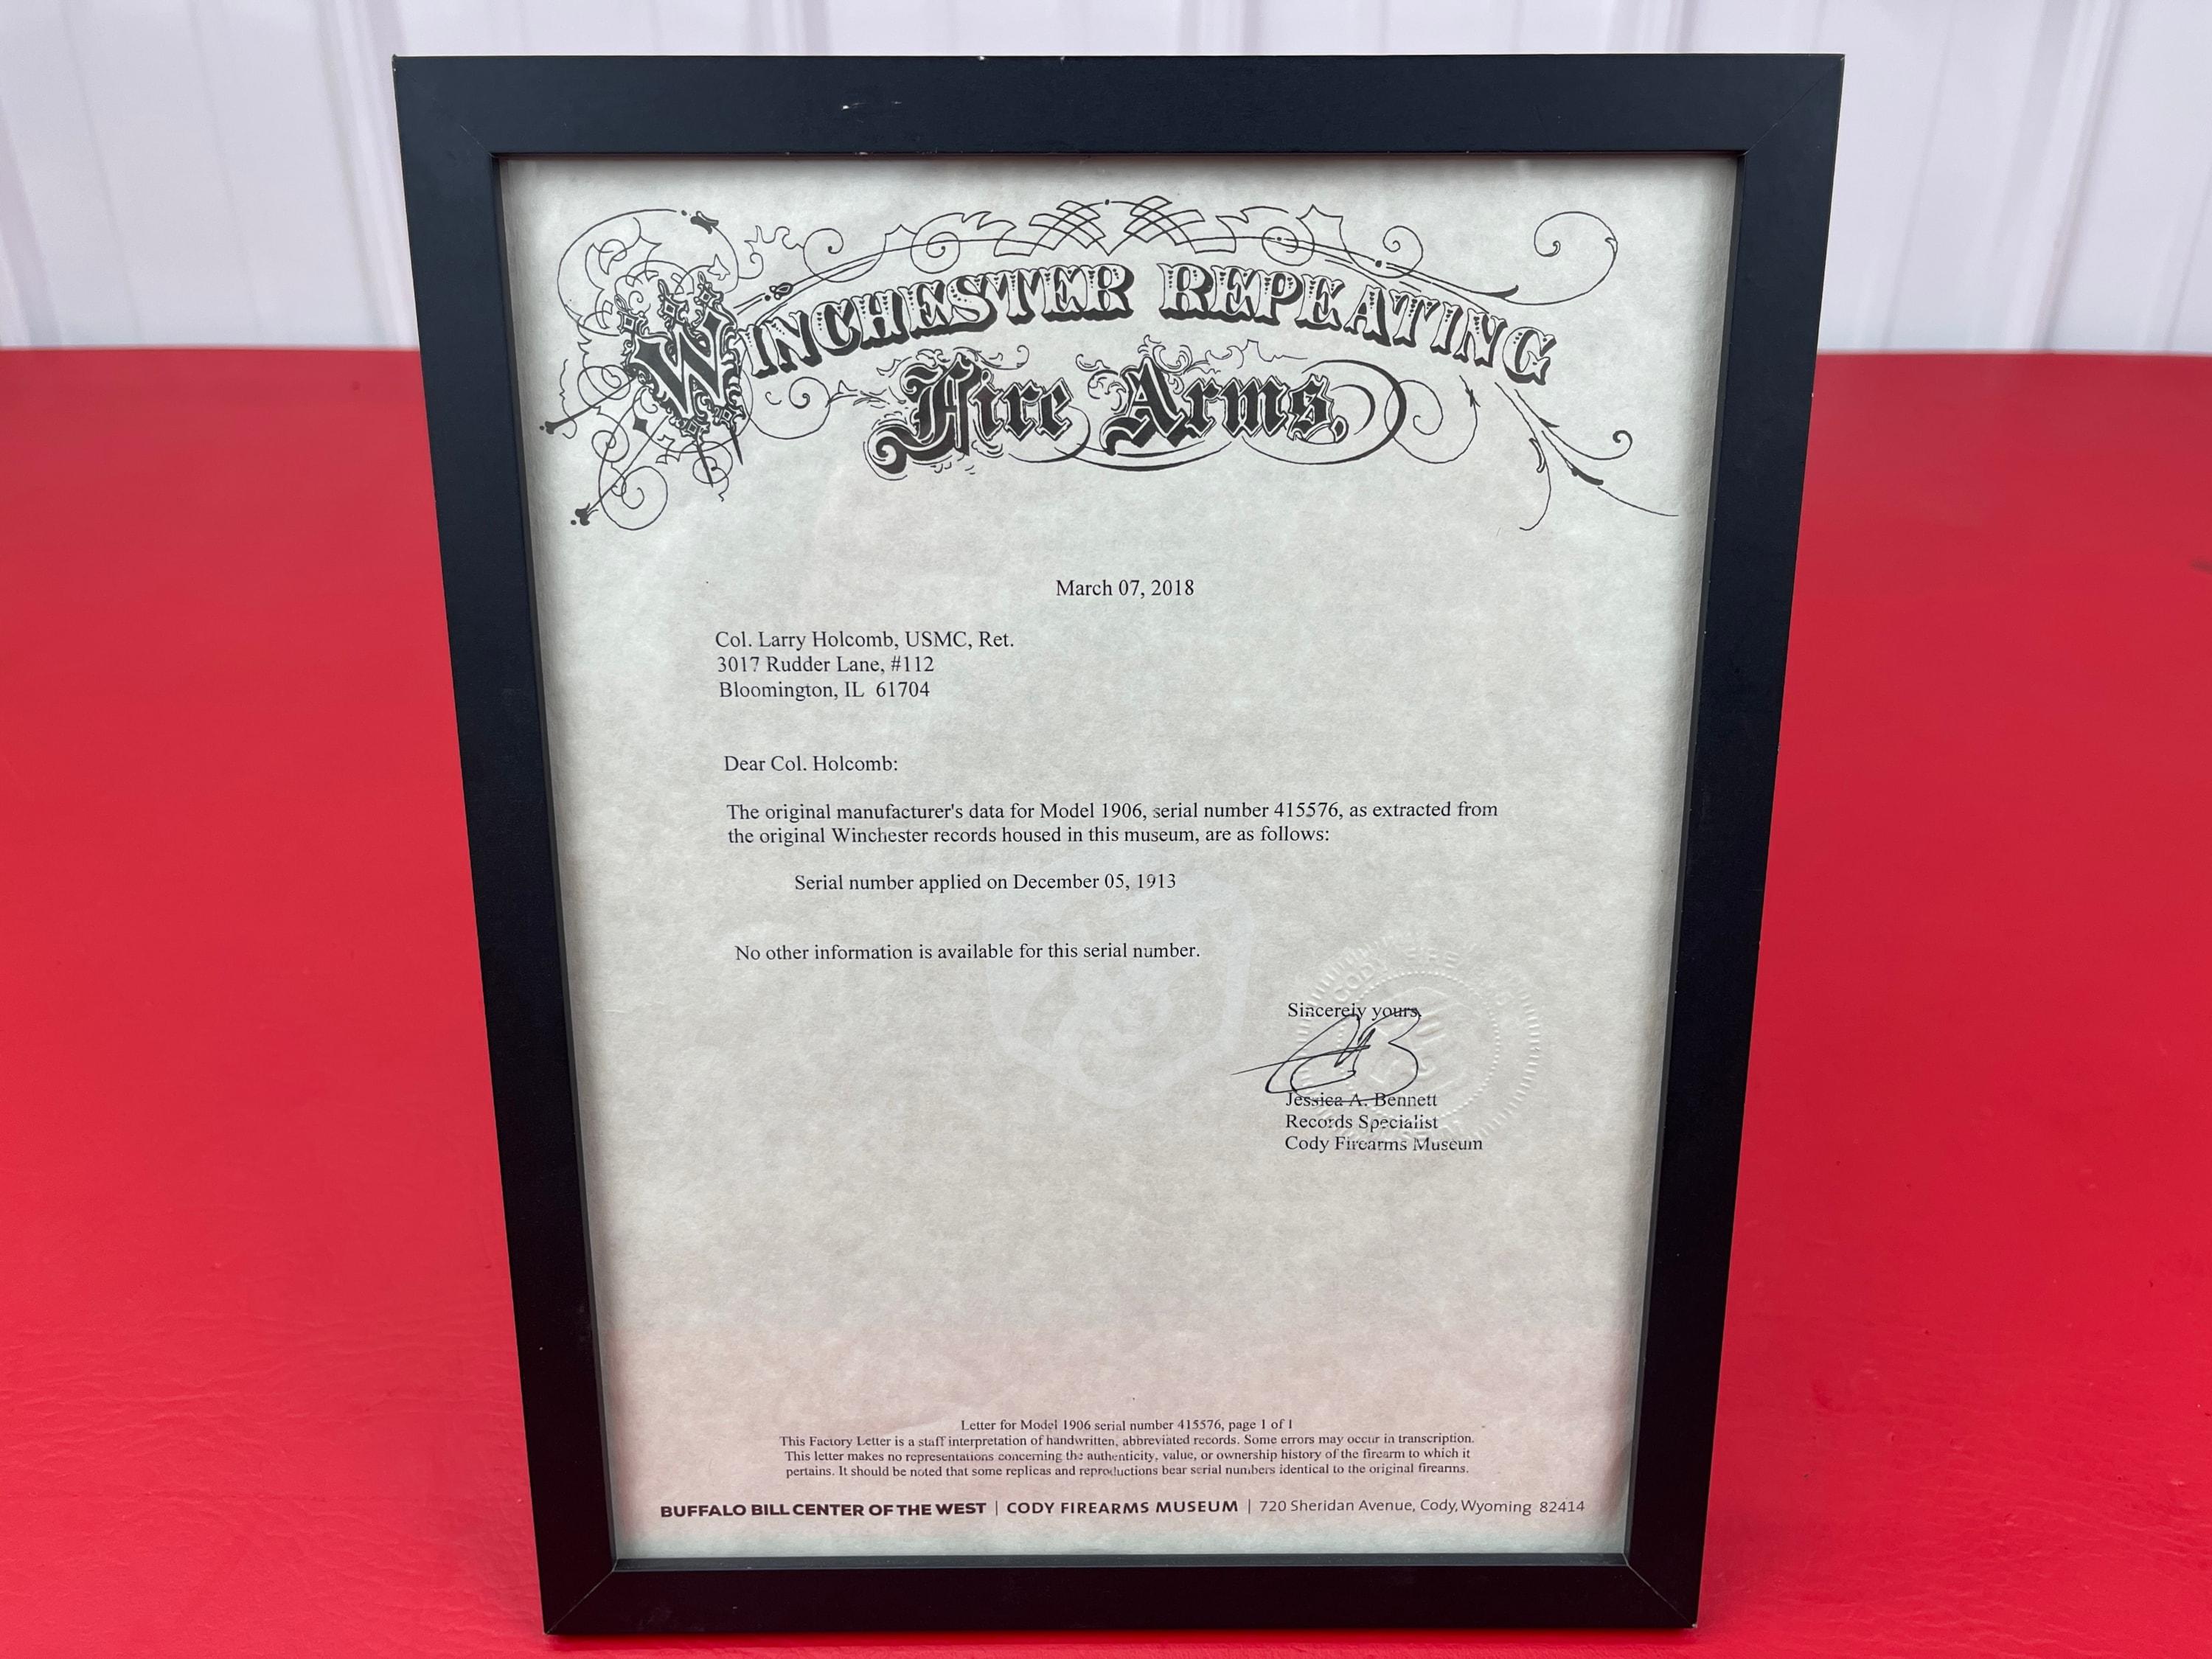 WINCHESTER REPEATING
Fire Arms,
March 07, 2018
Col. Larry Holcomb, USMC, Ret.
3017 Rudder Lane, #112
Bloomington, IL 61704
Dear Col. Holcomb:
The original manufacturer's data for Model 1906, serial number 415576, as extracted from
the original Winchester records housed in this museum, are as follows:
Serial number applied on December 05, 1913
No other information is available for this serial number.
CODY FIREARMS
Sincerely yours,
Jessica A. Bennett
Records Specialist
Cody Firearms Museum
Letter for Model 1906 serial number 415576, page 1 of 1
This Factory Letter is a staff interpretation of handwritten, abbreviated records. Some errors may occur in transcription.
This letter makes no representations concerning the authenticity, value, or ownership history of the firearm to which it
pertains. It should be noted that some replicas and reproductions bear serial numbers identical to the original firearms.
BUFFALO BILL CENTER OF THE WEST | CODY FIREARMS MUSEUM | 720 Sheridan Avenue, Cody, Wyoming 82414